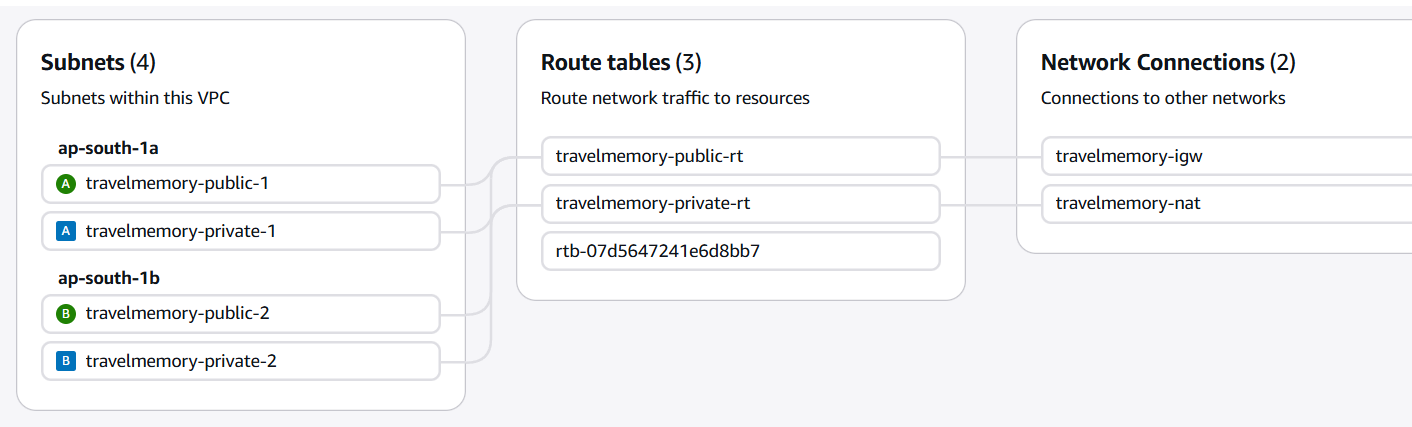 Subnets (4)
Subnets within this VPC
ap-south-1a
A travelmemory-public-1
A travelmemory-private-1
ap-south-1b
B travelmemory-public-2
B travelmemory-private-2
Route tables (3)
Route network traffic to resources
travelmemory-public-rt
travelmemory-private-rt
rtb-07d5647241e6d8bb7
Network Connections (2)
Connections to other networks
travelmemory-igw
travelmemory-nat